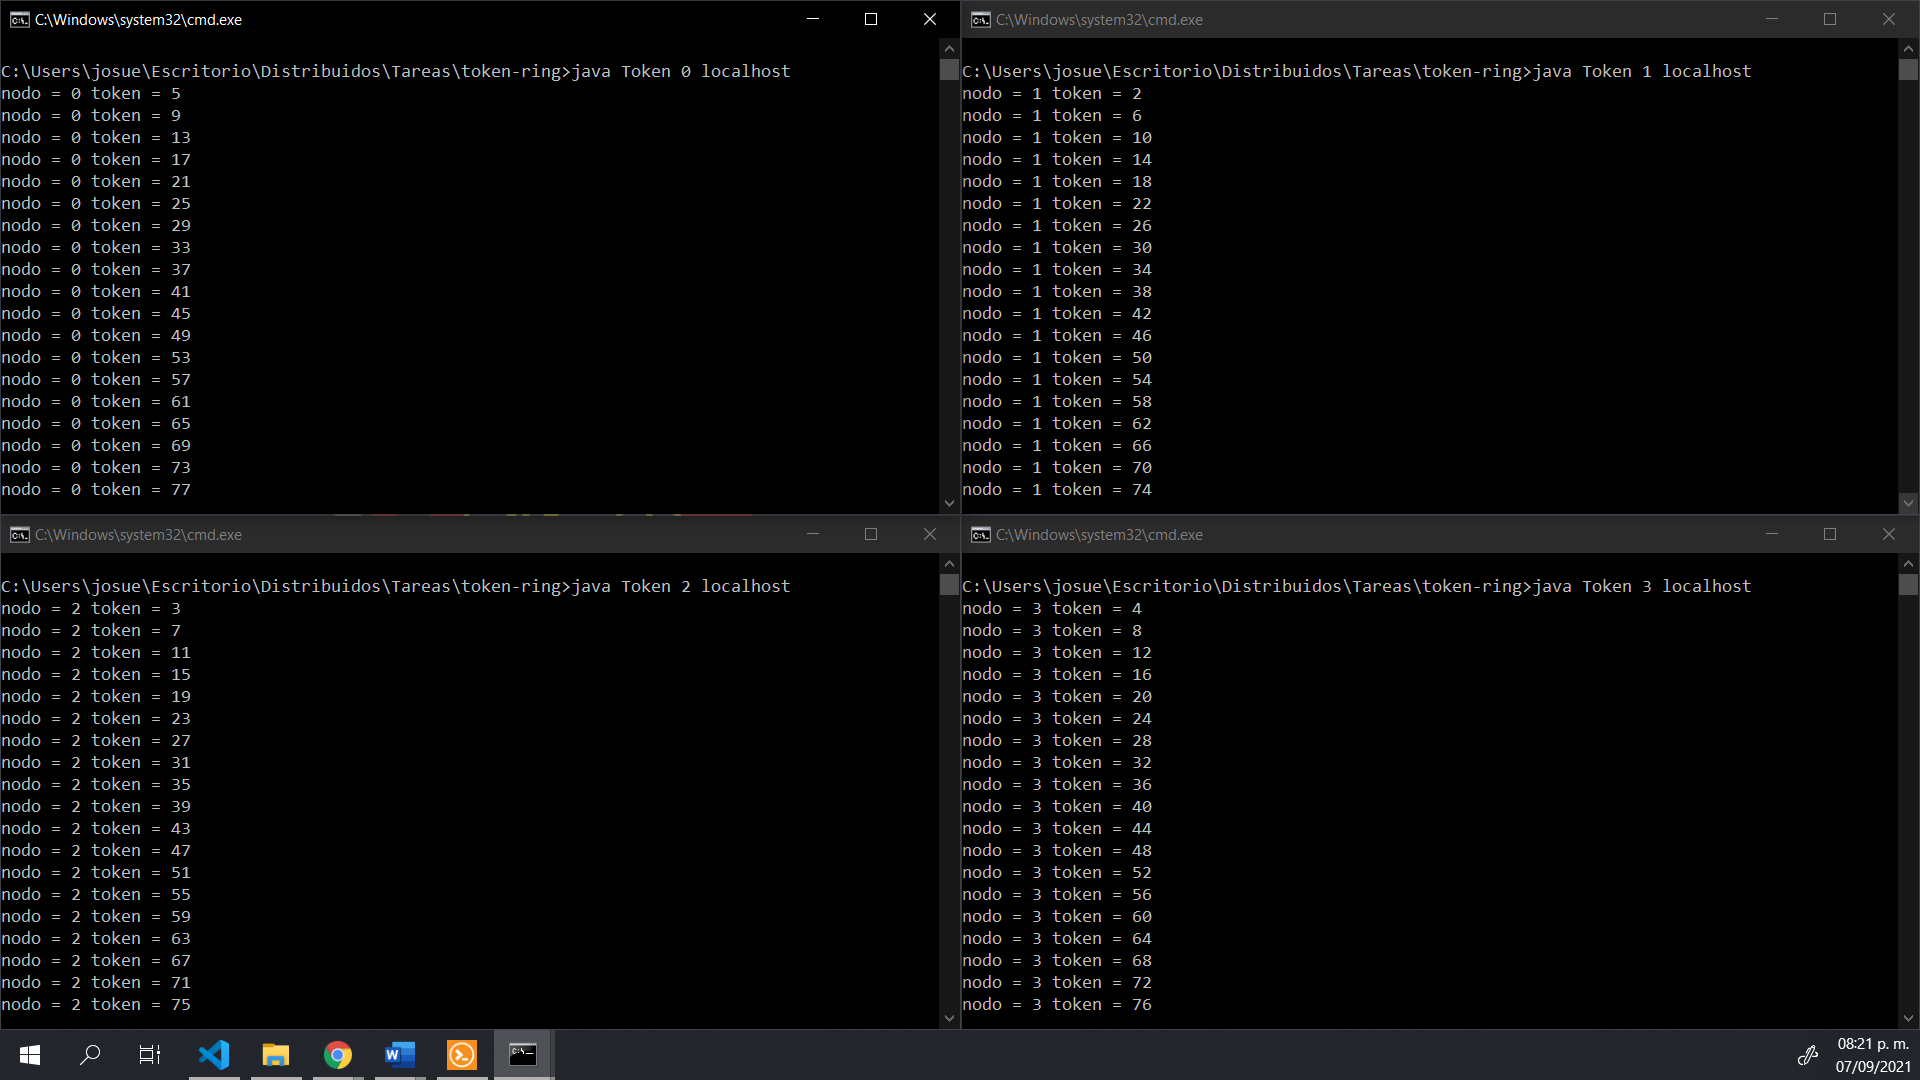 C:\Windows\system32\cmd.exe
C:\Users\josue\Escritorio\Distribuidos\Tareas\token-ring>java Token 0 localhost
nodo = 0 token = 5
nodo = 0 token = 9
nodo = 0 token = 13
nodo = 0 token = 17
nodo = 0 token = 21
nodo = 0 token = 25
nodo = 0 token = 29
nodo = 0 token = 33
nodo = 0 token = 37
nodo = 0 token = 41
nodo = 0 token = 45
nodo = 0 token = 49
nodo = 0 token = 53
nodo = 0 token = 57
nodo = 0 token = 61
nodo = 0 token = 65
nodo = 0 token = 69
nodo = 0 token = 73
nodo = 0 token = 77
C:\Windows\system32\cmd.exe
C:\Users\josue\Escritorio\Distribuidos\Tareas\token-ring>java Token 1 localhost
nodo = 1 token = 2
nodo = 1 token = 6
nodo = 1 token = 10
nodo = 1 token = 14
nodo = 1 token = 18
nodo = 1 token = 22
nodo = 1 token = 26
nodo = 1 token = 30
nodo = 1 token = 34
nodo = 1 token = 38
nodo = 1 token = 42
nodo = 1 token = 46
nodo = 1 token = 50
nodo = 1 token = 54
nodo = 1 token = 58
nodo = 1 token = 62
nodo = 1 token = 66
nodo = 1 token = 70
nodo = 1 token = 74
C:\Windows\system32\cmd.exe
C:\Users\josue\Escritorio\Distribuidos\Tareas\token-ring>java Token 2 localhost
nodo = 2 token = 3
nodo = 2 token = 7
nodo = 2 token = 11
nodo = 2 token = 15
nodo = 2 token = 19
nodo = 2 token = 23
nodo = 2 token = 27
nodo = 2 token = 31
nodo = 2 token = 35
nodo = 2 token = 39
nodo = 2 token = 43
nodo = 2 token = 47
nodo = 2 token = 51
nodo = 2 token = 55
nodo = 2 token = 59
nodo = 2 token = 63
nodo = 2 token = 67
nodo = 2 token = 71
nodo = 2 token = 75
C:\Windows\system32\cmd.exe
C:\Users\josue\Escritorio\Distribuidos\Tareas\token-ring>java Token 3 localhost
nodo = 3 token = 4
nodo = 3 token = 8
nodo = 3 token = 12
nodo = 3 token = 16
nodo = 3 token = 20
nodo = 3 token = 24
nodo = 3 token = 28
nodo = 3 token = 32
nodo = 3 token = 36
nodo = 3 token = 40
nodo = 3 token = 44
nodo = 3 token = 48
nodo = 3 token = 52
nodo = 3 token = 56
nodo = 3 token = 60
nodo = 3 token = 64
nodo = 3 token = 68
nodo = 3 token = 72
nodo = 3 token = 76
08:21 p. m.
07/09/2021